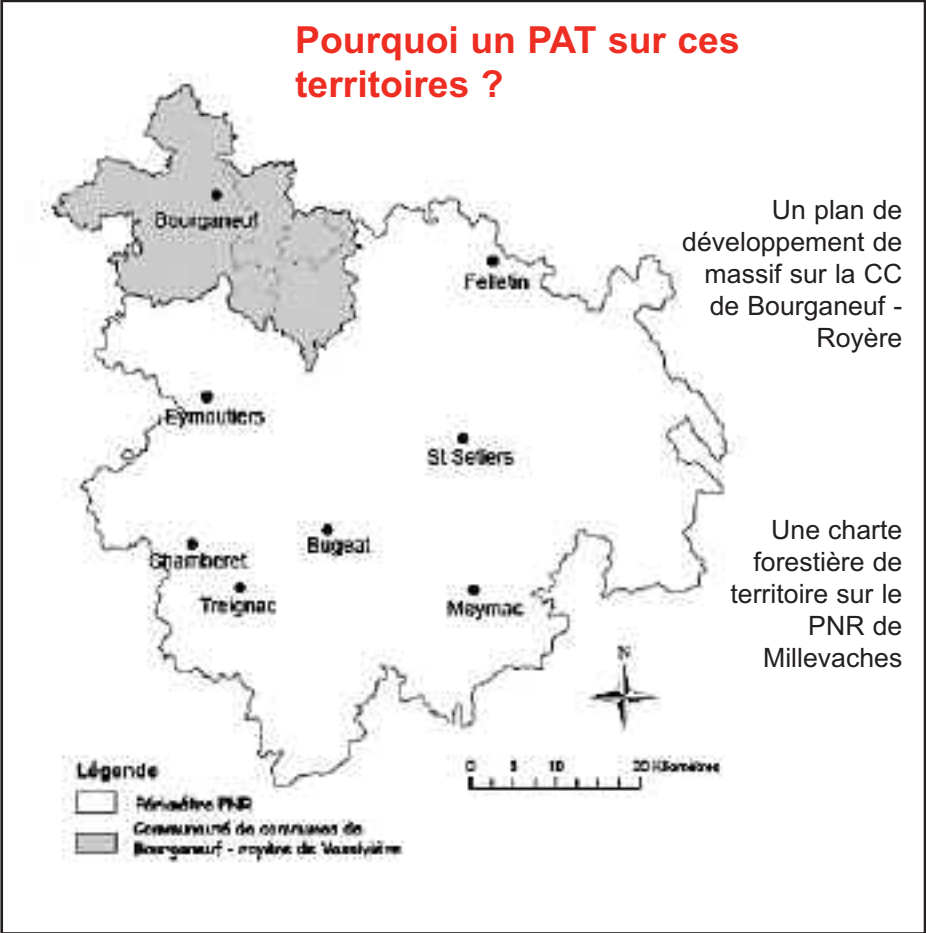 Pourquoi un PAT sur ces
territoires ?
Bourganeuf
Felletin
Un plan de
développement de
massif sur la CC
de Bourganeuf -
Royère
Eymoutiers
St Setiers
Chamberet
Bugeat
Treignac
Meymac
Une charte
forestière de
territoire sur le
PNR de
Millevaches
N
Légende
0 5 10 20 Kilomètres
Périmètre PNR
Communauté de communes de
Bourganeuf - royère de Vassivière